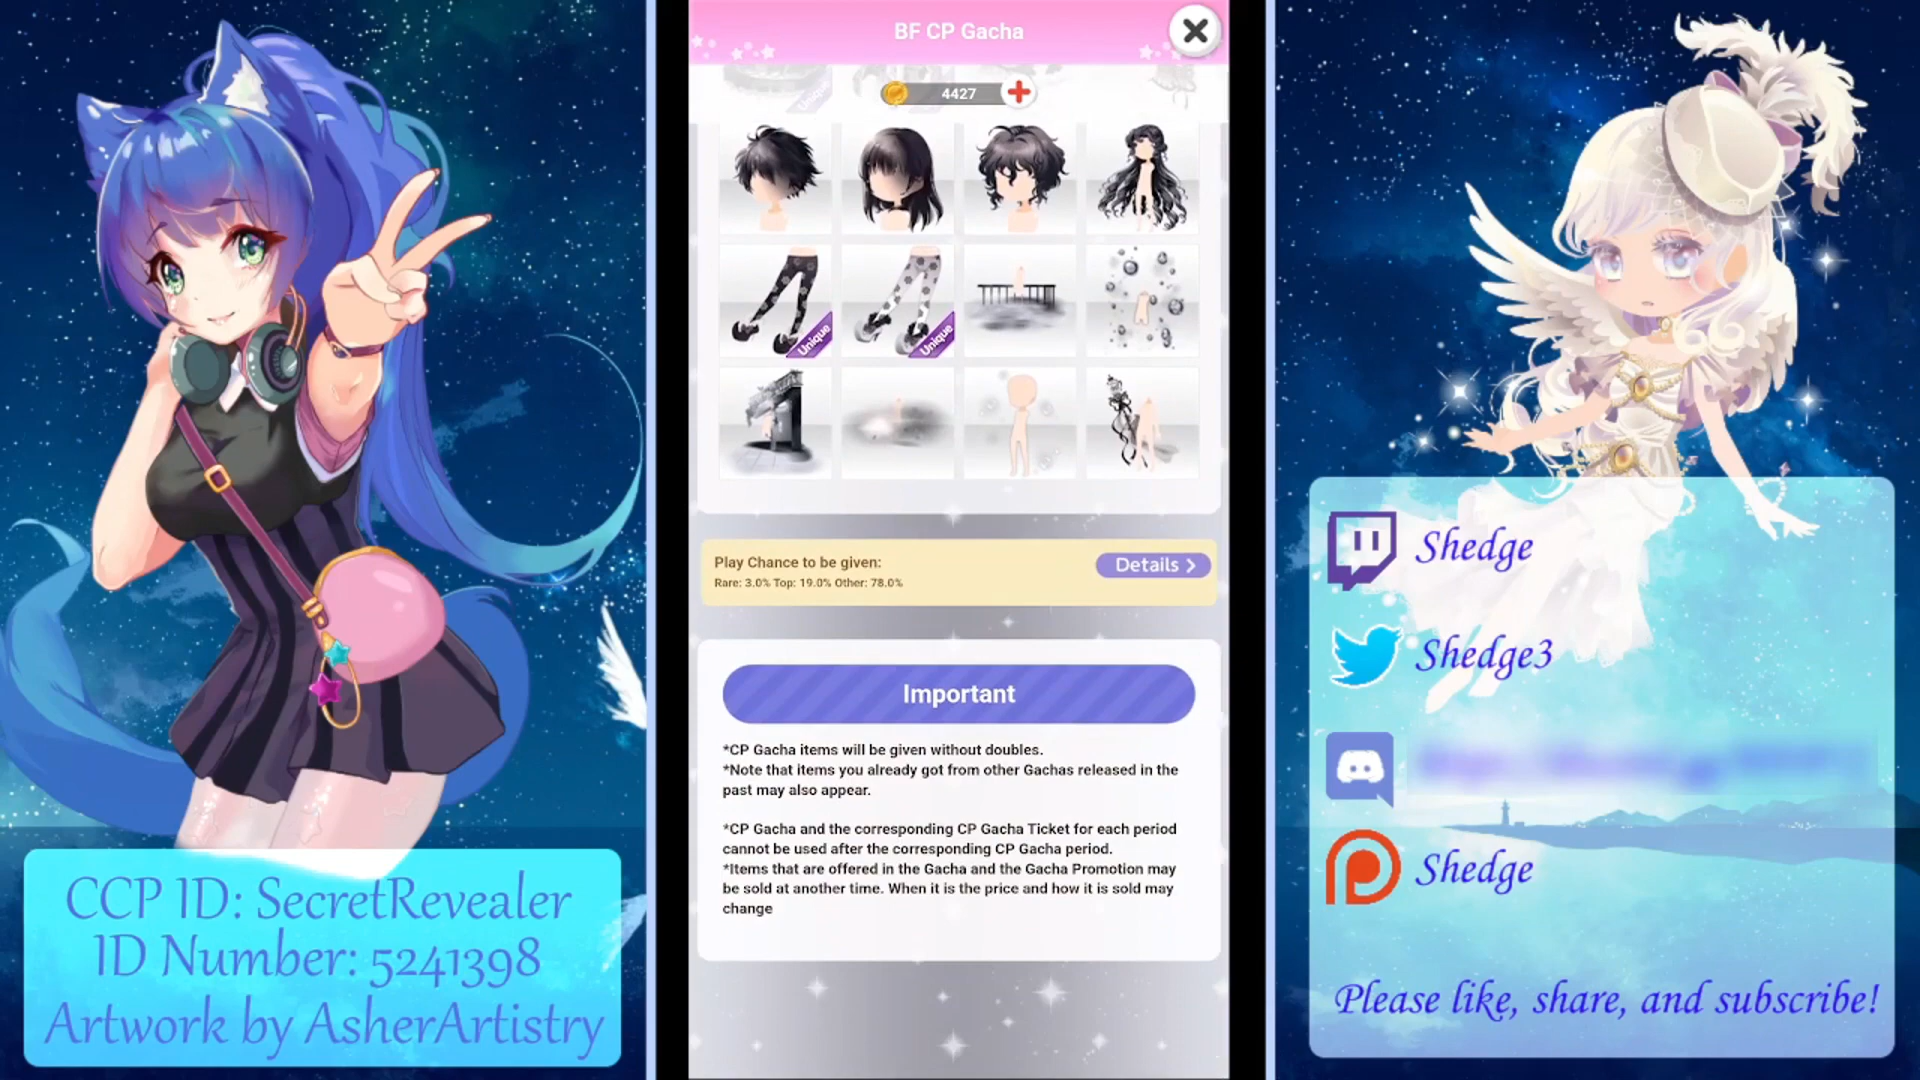 BF CP Gacha
4427
Unique
Unique
Unique
Play Chance to be given:
Rare: 3.0% Top: 19.0% Other: 78.0%
Details
Important
*CP Gacha items will be given without doubles.
*Note that items you already got from other Gachas released in the
past may also appear.
*CP Gacha and the corresponding CP Gacha Ticket for each period
cannot be used after the corresponding CP Gacha period.
*Items that are offered in the Gacha and the Gacha Promotion may
be sold at another time. When it is the price and how it is sold may
change
CCP ID: SecretRevealer
ID Number: 5241398
Artwork by AsherArtistry
Shedge
Shedge3
Shedge
Please like, share, and subscribe!